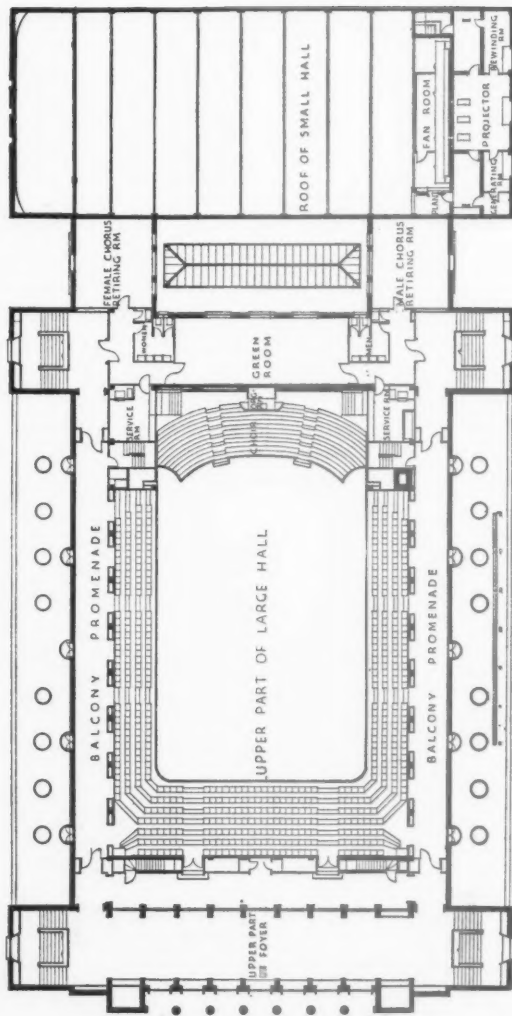 BALCONY PROMENADE
FEMALE CHORUS
RETIRING RM
WOMEN
SERVICE
RM
UPPER PART
FOYER
UPPER PART OF LARGE HALL
CHOIR
GREEN
ROOM
ROOF OF SMALL HALL
MEN
SERVICE RM
MALE CHORUS
RETIRING RM
BALCONY PROMENADE
PLANT
FAN ROOM
GENERATING
RM
PROJECTOR
REWINDING
RM